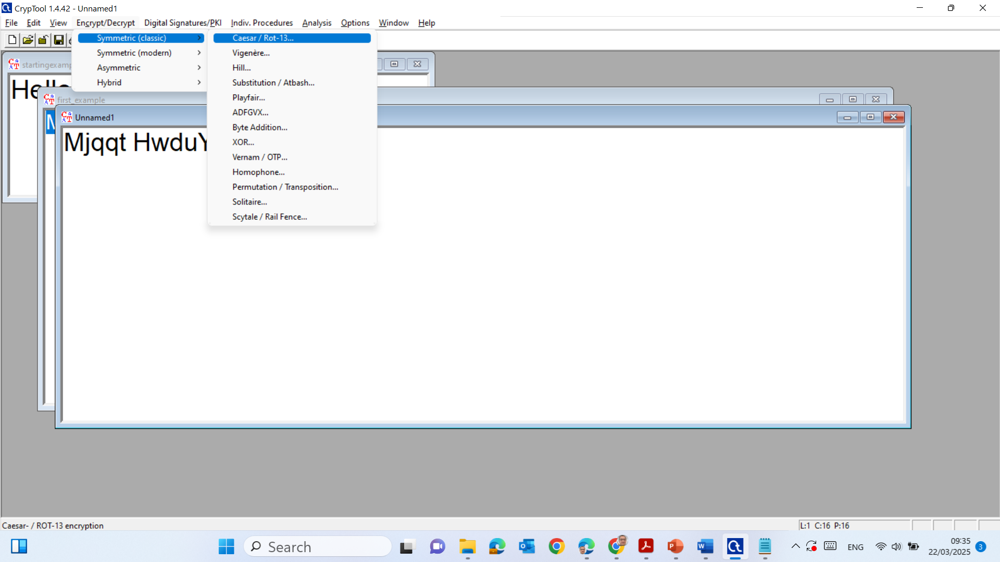 CrypTool 1.4.42 - Unnamed1
File Edit View Encrypt/Decrypt Digital Signatures/PKI Indiv. Procedures Analysis Options Window Help
Symmetric (classic)
Symmetric (modern)
Asymmetric
Hybrid
Caesar / Rot-13...
Vigenère...
Hill...
Substitution / Atbash...
Playfair...
ADFGVX...
Byte Addition...
XOR...
Vernam / OTP...
Homophone...
Permutation / Transposition...
Solitaire...
Scytale / Rail Fence...
startingexamp
Hello
first_example
Unnamed1
Mjqqt HwduY
Caesar- / ROT-13 encryption
L:1 C:16 P:16
Search
ENG
09:35
22/03/2025
3